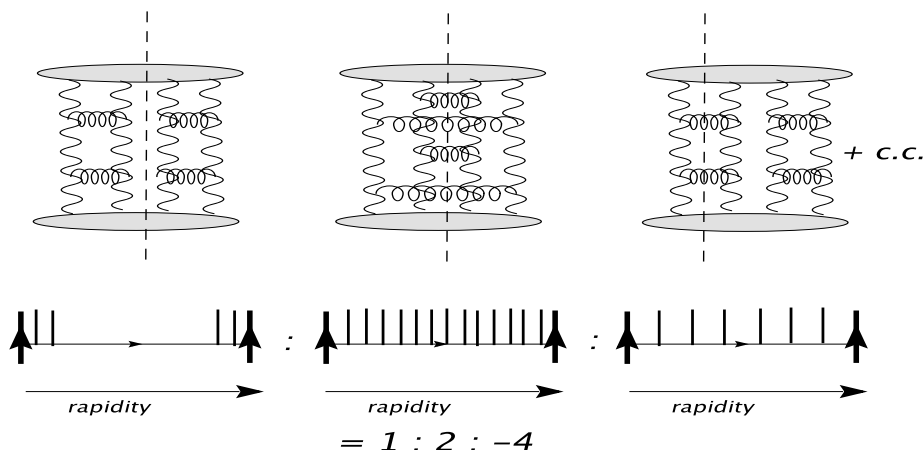 + c.c.
: :
rapidity rapidity rapidity
= 1 : 2 : -4